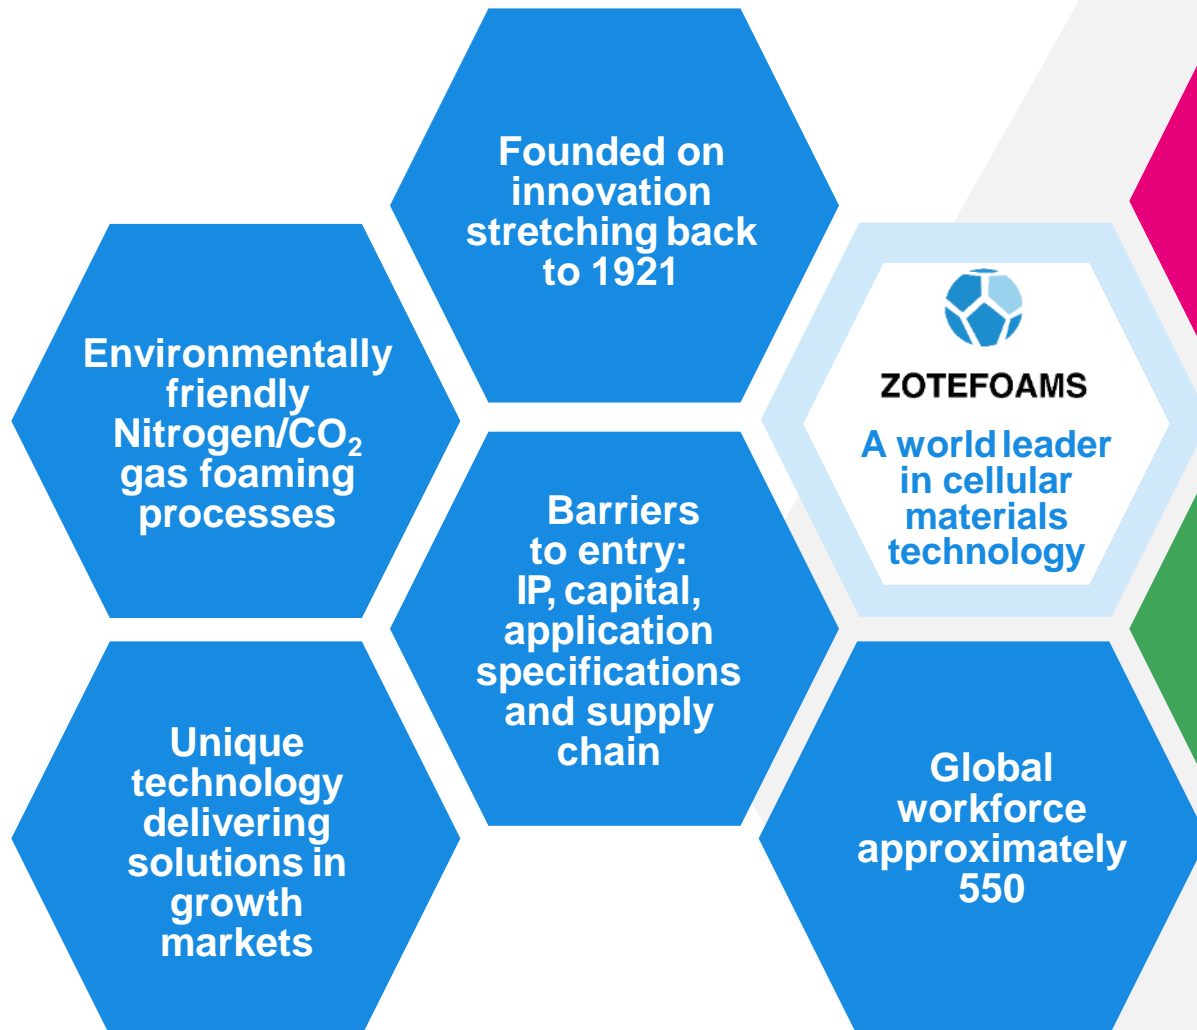 Founded on
innovation
stretching back
to 1921
Environmentally
friendly
Nitrogen/CO₂
gas foaming
processes
ZOTEFOAMS
A world leader
in cellular
materials
technology
Barriers
to entry:
IP, capital,
application
specifications
and supply
chain
Unique
technology
delivering
solutions in
growth
markets
Global
workforce
approximately
550